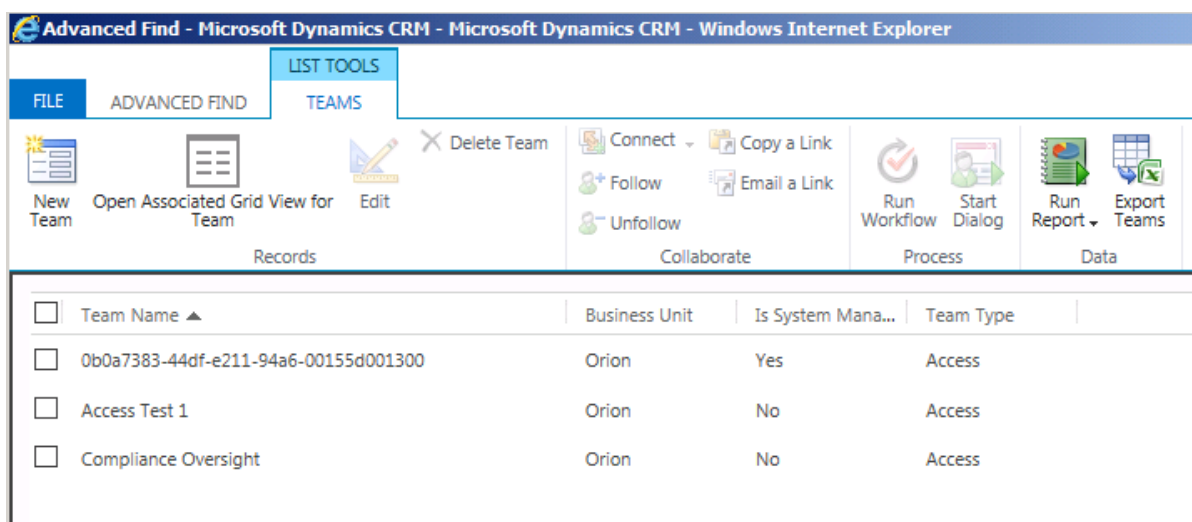 Advanced Find - Microsoft Dynamics CRM - Microsoft Dynamics CRM - Windows Internet Explorer
LIST TOOLS
FILE ADVANCED FIND TEAMS
New Team
Open Associated Grid View for Team
Edit
Delete Team
Records
Connect
Follow
Unfollow
Copy a Link
Email a Link
Collaborate
Run Workflow
Start Dialog
Process
Run Report
Export Teams
Data
Team Name Business Unit Is System Mana... Team Type
0b0a7383-44df-e211-94a6-00155d001300 Orion Yes Access
Access Test 1 Orion No Access
Compliance Oversight Orion No Access